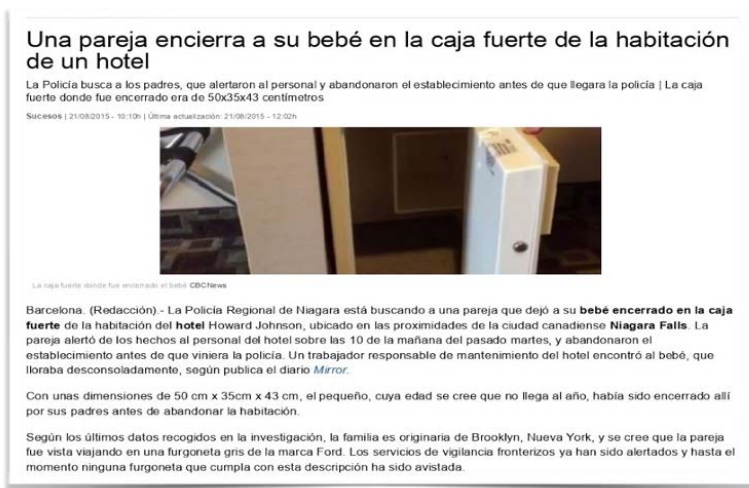 Una pareja encierra a su bebé en la caja fuerte de la habitación
de un hotel
La Policía busca a los padres, que alertaron al personal y abandonaron el establecimiento antes de que llegara la policía | La caja
fuerte donde fue encerrado era de 50x35x43 centímetros
Sucesos | 21/08/2015 - 10:10h | Última actualización: 21/08/2015 - 12:02h
La caja fuerte donde fue encerrado el bebé CBCNews
Barcelona. (Redacción).- La Policía Regional de Niagara está buscando a una pareja que dejó a su bebé encerrado en la caja
fuerte de la habitación del hotel Howard Johnson, ubicado en las proximidades de la ciudad canadiense Niagara Falls. La
pareja alertó de los hechos al personal del hotel sobre las 10 de la mañana del pasado martes, y abandonaron el
establecimiento antes de que viniera la policía. Un trabajador responsable de mantenimiento del hotel encontró al bebé, que
lloraba desconsoladamente, según publica el diario Mirror.
Con unas dimensiones de 50 cm x 35cm x 43 cm, el pequeño, cuya edad se cree que no llega al año, había sido encerrado allí
por sus padres antes de abandonar la habitación.
Según los últimos datos recogidos en la investigación, la familia es originaria de Brooklyn, Nueva York, y se cree que la pareja
fue vista viajando en una furgoneta gris de la marca Ford. Los servicios de vigilancia fronterizos ya han sido alertados y hasta el
momento ninguna furgoneta que cumpla con esta descripción ha sido avistada.